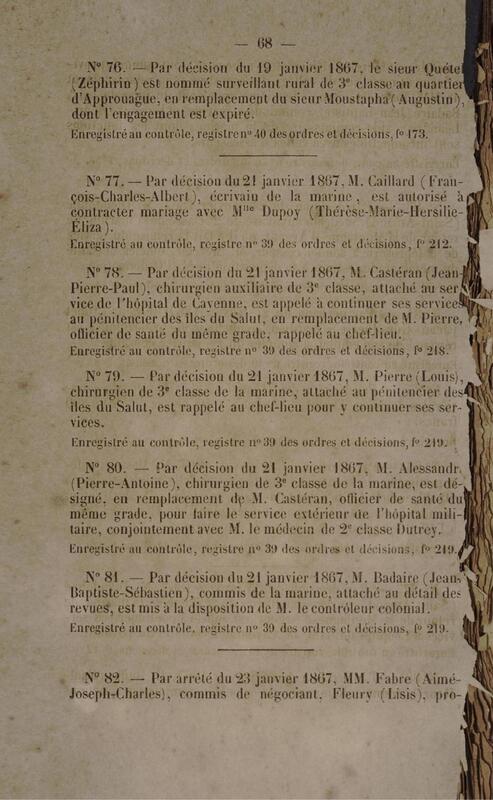 — 68 —
N° 76. — Par décision du 19 janvier 1867, le sieur Quétel
(Zéphirin) est nommé surveillant rural de 3e classe au quartier
d'Approuague, en remplacement du sieur Moustapha (Augustin),
dont l'engagement est expiré.
Enregistré au contrôle, registre n° 40 des ordres et décisions, f° 173.
N° 77. — Par décision du 21 janvier 1867, M. Caillard (Fran-
çois-Charles-Albert), écrivain de la marine, est autorisé à
contracter mariage avec Mlle Dupoy (Thérèse-Marie-Hersilie-
Éliza).
Enregistré au contrôle, registre n° 39 des ordres et décisions, f° 212.
N° 78. — Par décision du 21 janvier 1867, M. Castéran (Jean-
Pierre-Paul), chirurgien auxiliaire de 3e classe, attaché au ser
vice de l'hôpital de Cayenne, est appelé à continuer ses services
au pénitencier des îles du Salut, en remplacement de M. Pierre,
officier de santé du même grade, rappelé au chef-lieu.
Enregistré au contrôle, registre n° 39 des ordres et décisions, f° 218.
N° 79. — Par décision du 21 janvier 1867, M. Pierre (Louis),
chirurgien de 3e classe de la marine, attaché au pénitencier des
îles du Salut, est rappelé au chef-lieu pour y continuer ses ser-
vices.
Enregistré au contrôle, registre n° 39 des ordres et décisions, f° 219.
N° 80. — Par décision du 21 janvier 1867, M. Alessandri
(Pierre-Antoine), chirurgien de 3e classe de la marine, est dé-
signé, en remplacement de M. Castéran, officier de santé du
même grade, pour faire le service extérieur de l'hôpital mili-
taire, conjointement avec M. le médecin de 2e classe Dutrey.
Enregistré au contrôle, registre n° 39 des ordres et décisions, f° 219.
N° 81. — Par décision du 21 janvier 1867, M. Badaire (Jean-
Baptiste-Sébastien), commis de la marine, attaché au détail des
revues, est mis à la disposition de M. le contrôleur colonial.
Enregistré au contrôle, registre n° 39 des ordres et décisions, f° 219.
N° 82. — Par arrêté du 23 janvier 1867, MM. Fabre (Aimé-
Joseph-Charles), commis de négociant, Fleury (Lisis), pro-